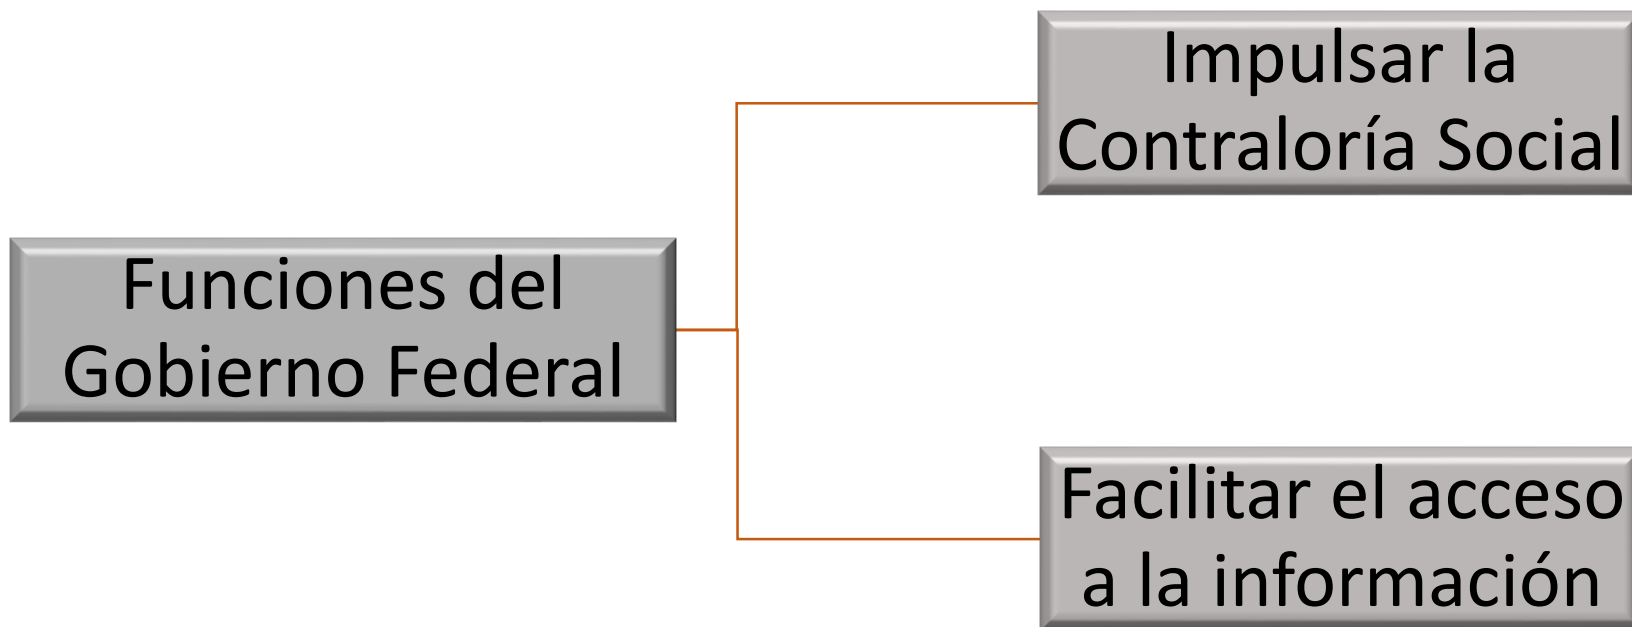 Impulsar la
Contraloría Social
Funciones del
Gobierno Federal
Facilitar el acceso
a la información